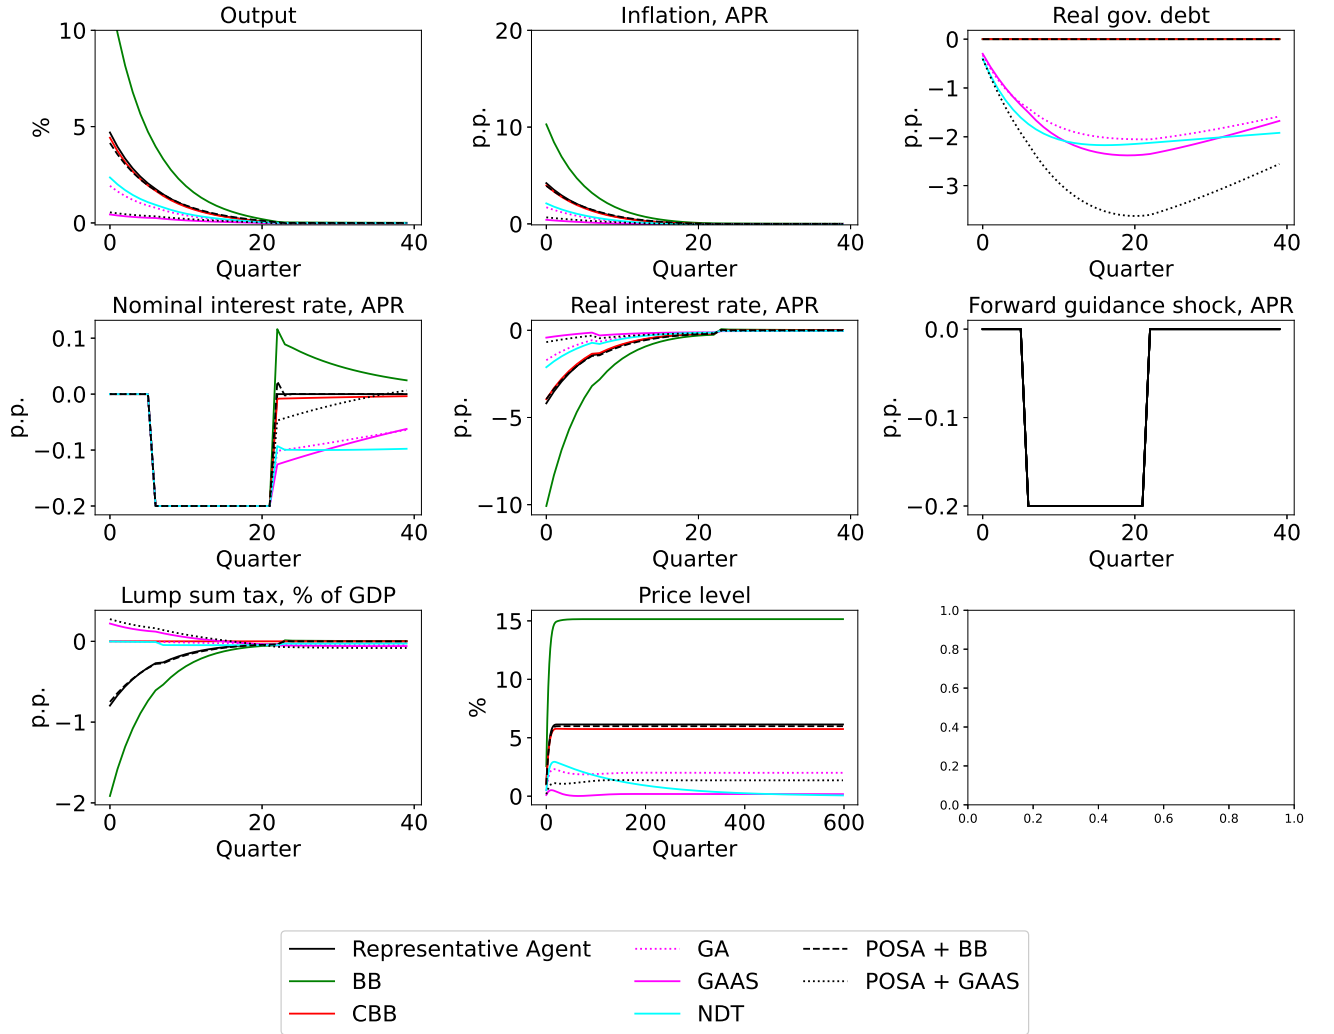 Output
10
5
0
%
0
20
40
Quarter
Inflation, APR
20
10
0
p.p.
0
20
40
Quarter
Real gov. debt
0
−1
−2
−3
p.p.
0
20
40
Quarter
Nominal interest rate, APR
0.1
0.0
−0.1
−0.2
p.p.
0
20
40
Quarter
Real interest rate, APR
0
−5
−10
p.p.
0
20
40
Quarter
Forward guidance shock, APR
0.0
−0.1
−0.2
p.p.
0
20
40
Quarter
Lump sum tax, % of GDP
0
−1
−2
p.p.
0
20
40
Quarter
Price level
15
10
5
0
%
0
200
400
600
Quarter
1.0
0.8
0.6
0.4
0.2
0.0
0.0
0.2
0.4
0.6
0.8
1.0
Representative Agent
BB
CBB
GA
GAAS
NDT
POSA + BB
POSA + GAAS